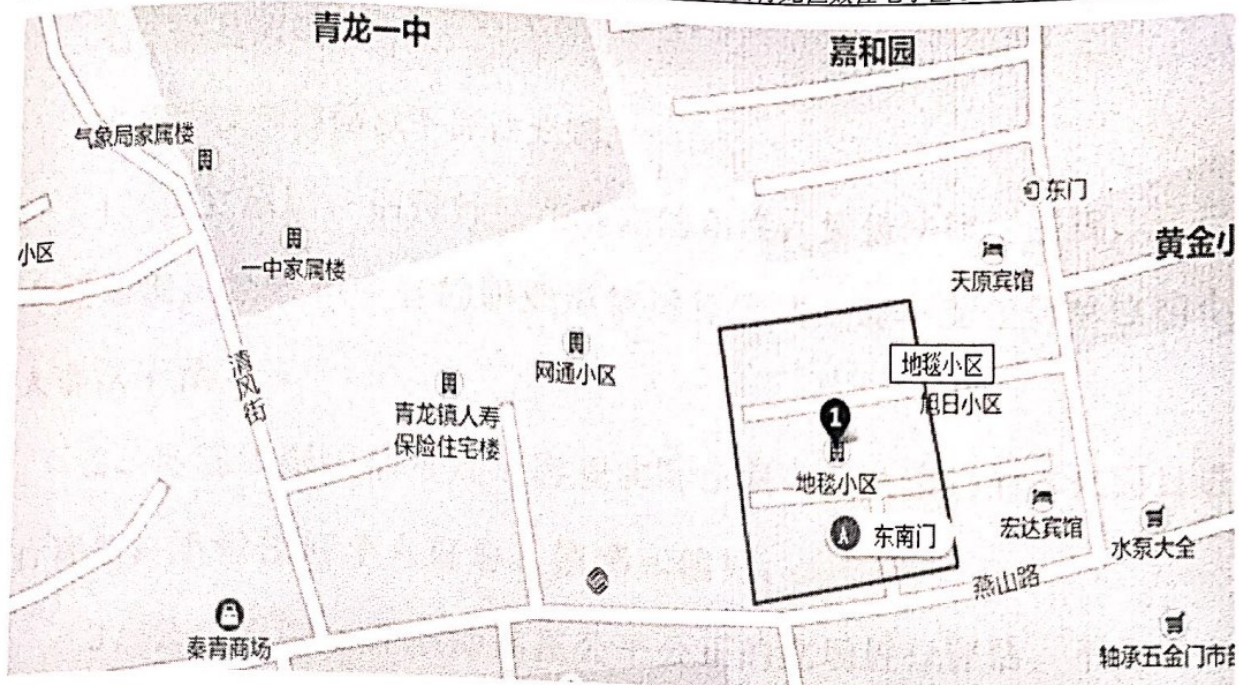 青龙一中
嘉和园
气象局家属楼
东门
小区
一中家属楼
黄金小
天原宾馆
网通小区
地毯小区
清风街
青龙镇人寿
保险住宅楼
旭日小区
1
地毯小区
东南门
宏达宾馆
水泵大全
燕山路
秦青商场
轴承五金门市部